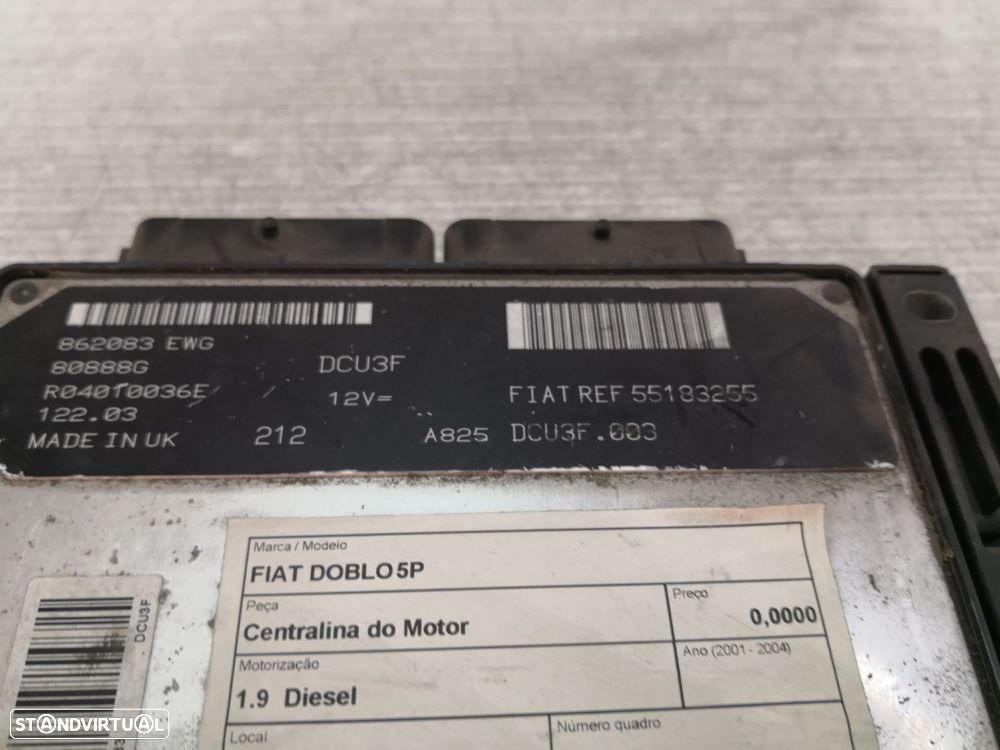 862083 EWG
80888G
DCU3F
R04010036E
12V=
FIAT REF 55183255
122.03
MADE IN UK
212
A825
DCU3F.003
Marca / Modelo
FIAT DOBLO 5P
Peça
Preço
Centralina do Motor
0,0000
Motorização
Ano (2001 - 2004)
1.9 Diesel
Local
Número quadro
DCU3F
STANDVIRTUAL